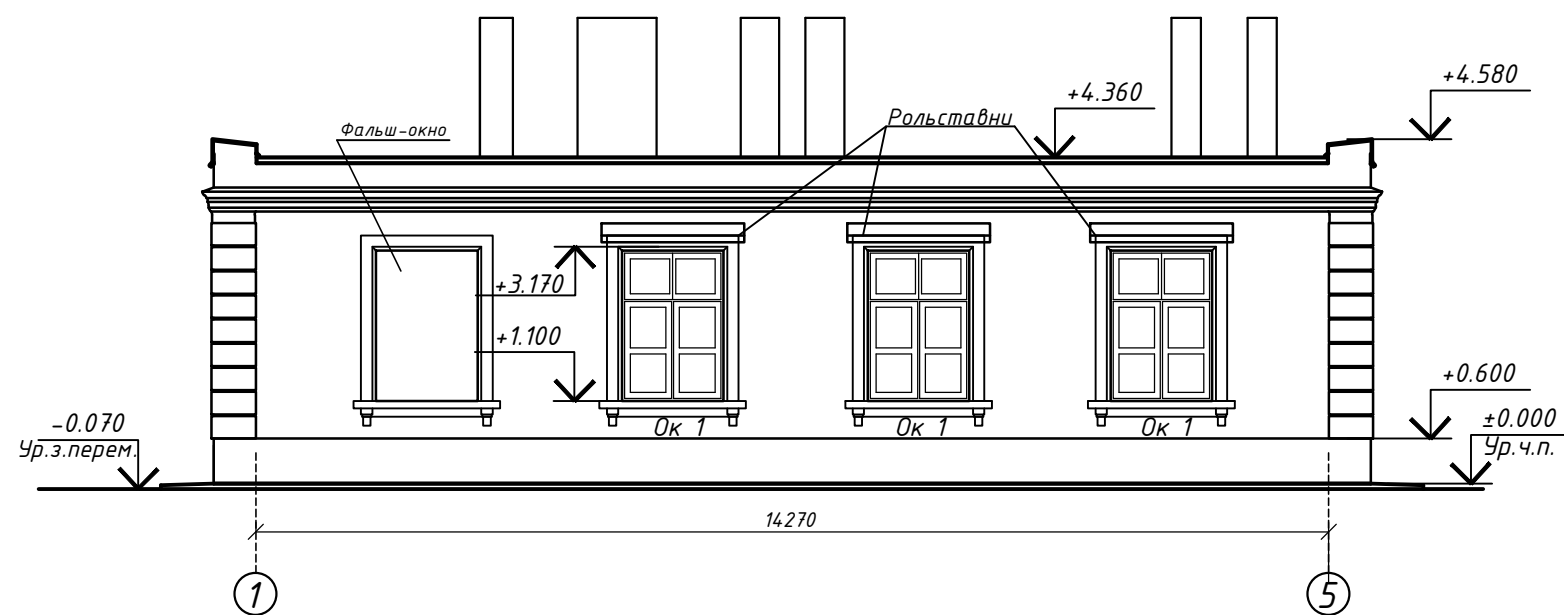 +4.580
+4.360
Рольставни
Фальш-окно
+3.170
+1.100
+0.600
-0.070
Ур.з.перем.
±0.000
Ур.ч.п.
Ок 1
Ок 1
Ок 1
14270
1
5